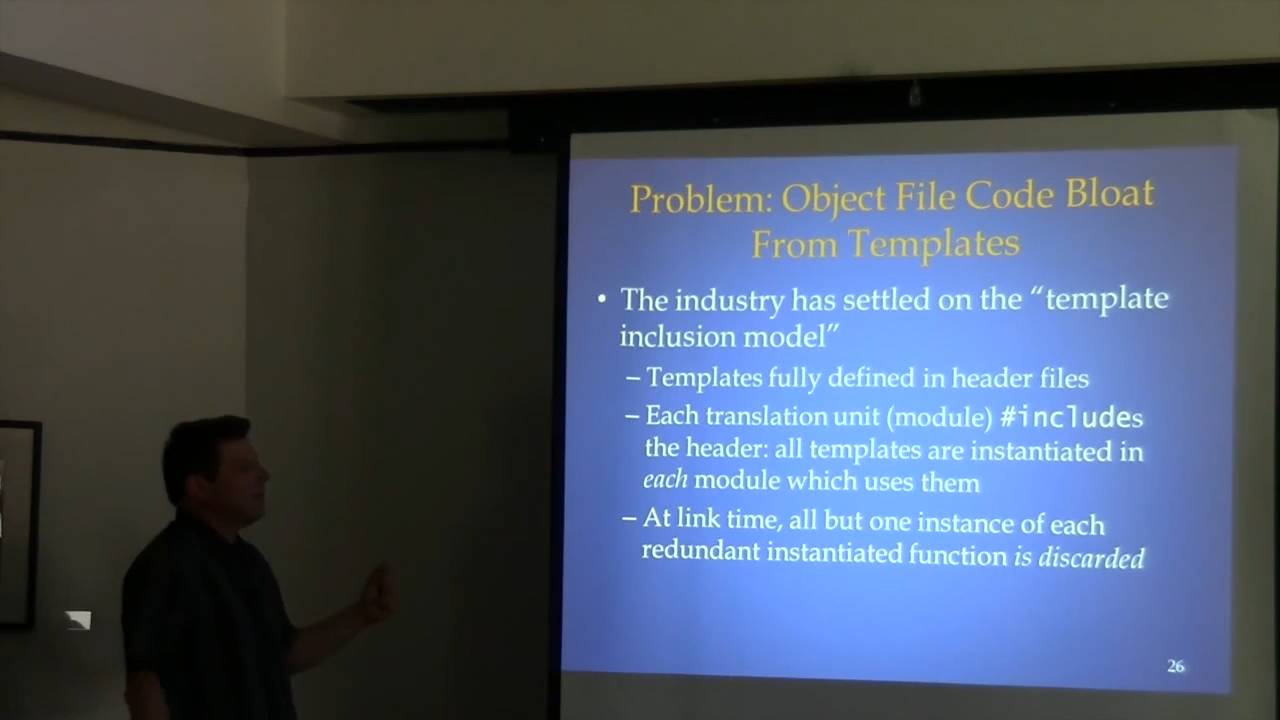 Problem: Object File Code Bloat
From Templates
• The industry has settled on the “template
inclusion model”
– Templates fully defined in header files
– Each translation unit (module) #includes
the header: all templates are instantiated in
each module which uses them
– At link time, all but one instance of each
redundant instantiated function is discarded
26